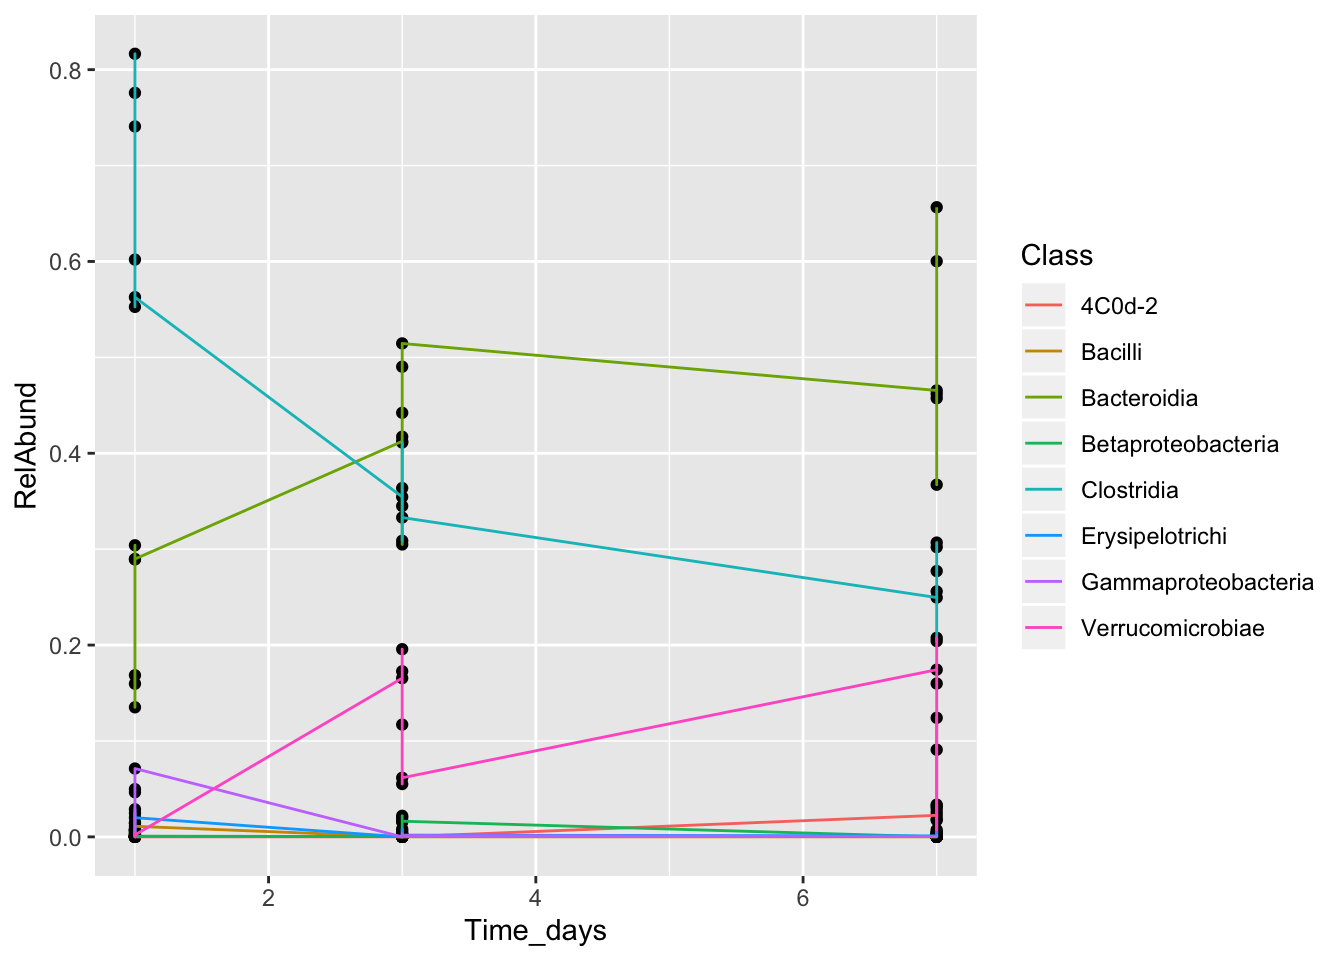 0.8
0.6
0.4
0.2
0.0
RelAbund
2 4 6
Time_days
Class
4C0d-2
Bacilli
Bacteroidia
Betaproteobacteria
Clostridia
Erysipelotrichi
Gammaproteobacteria
Verrucomicrobiae